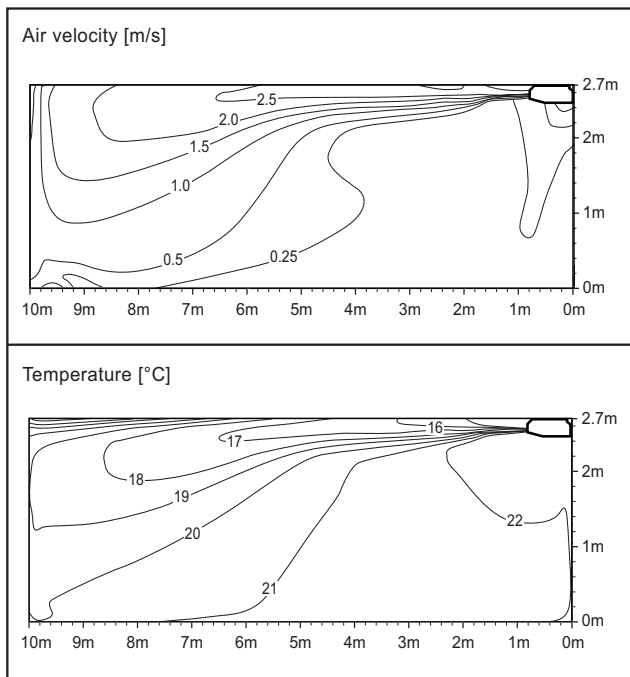 Air velocity [m/s]
2.7m
2.5
2.0
2m
1.5
1.0
1m
0.5
0.25
0m
10m 9m 8m 7m 6m 5m 4m 3m 2m 1m 0m
Temperature [°C]
2.7m
16
17
18
2m
19
22
20
1m
21
0m
10m 9m 8m 7m 6m 5m 4m 3m 2m 1m 0m